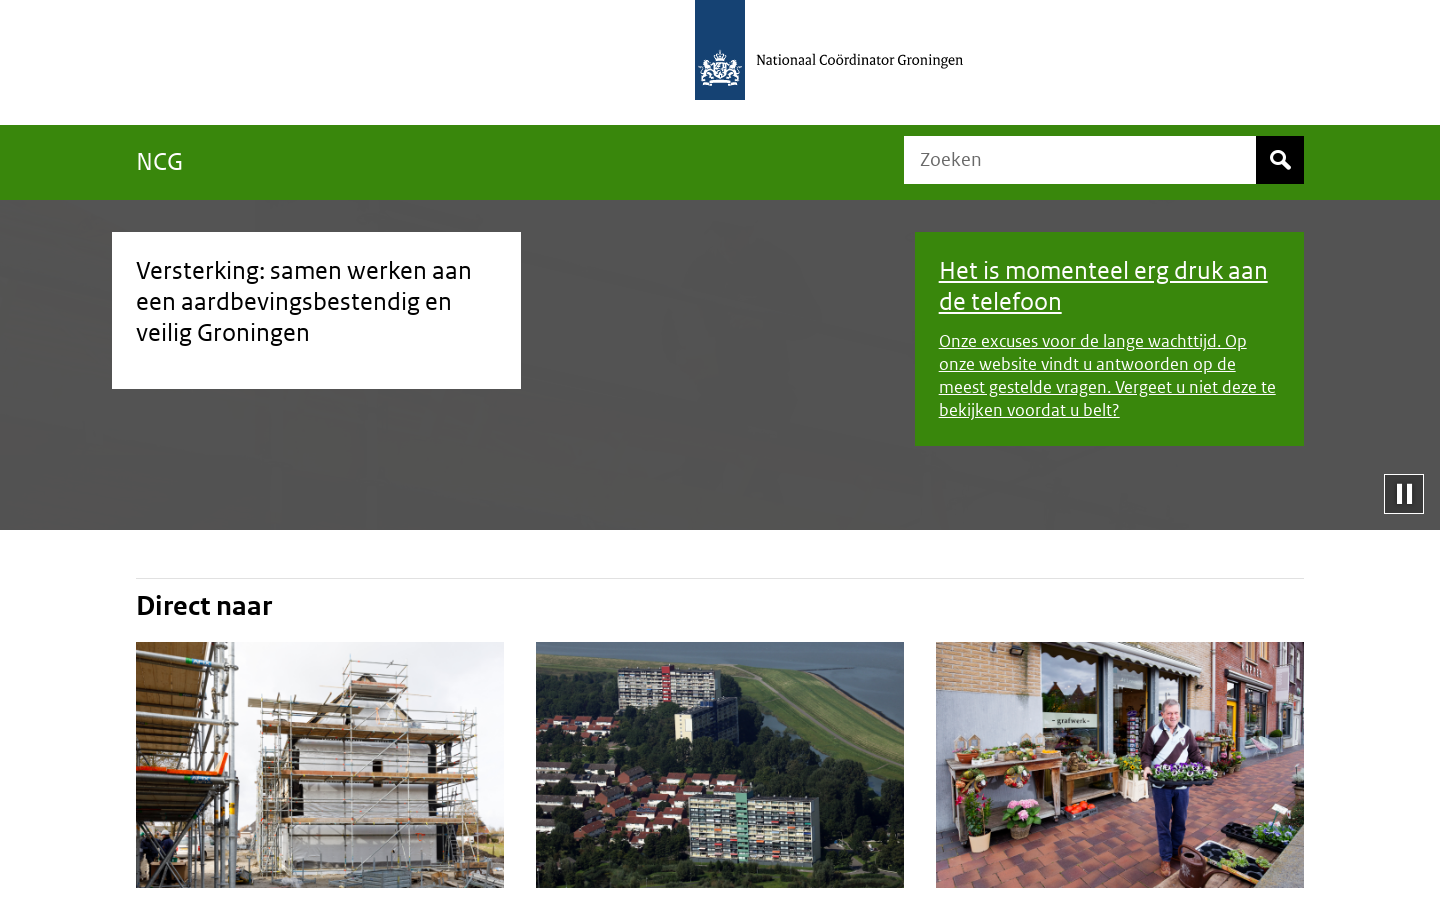 Nationaal Coördinator Groningen
NCG
Zoeken
Versterking: samen werken aan
een aardbevingsbestendig en
veilig Groningen
Het is momenteel erg druk aan
de telefoon
Onze excuses voor de lange wachttijd. Op
onze website vindt u antwoorden op de
meest gestelde vragen. Vergeet u niet deze te
bekijken voordat u belt?
Direct naar
- grafwerk -